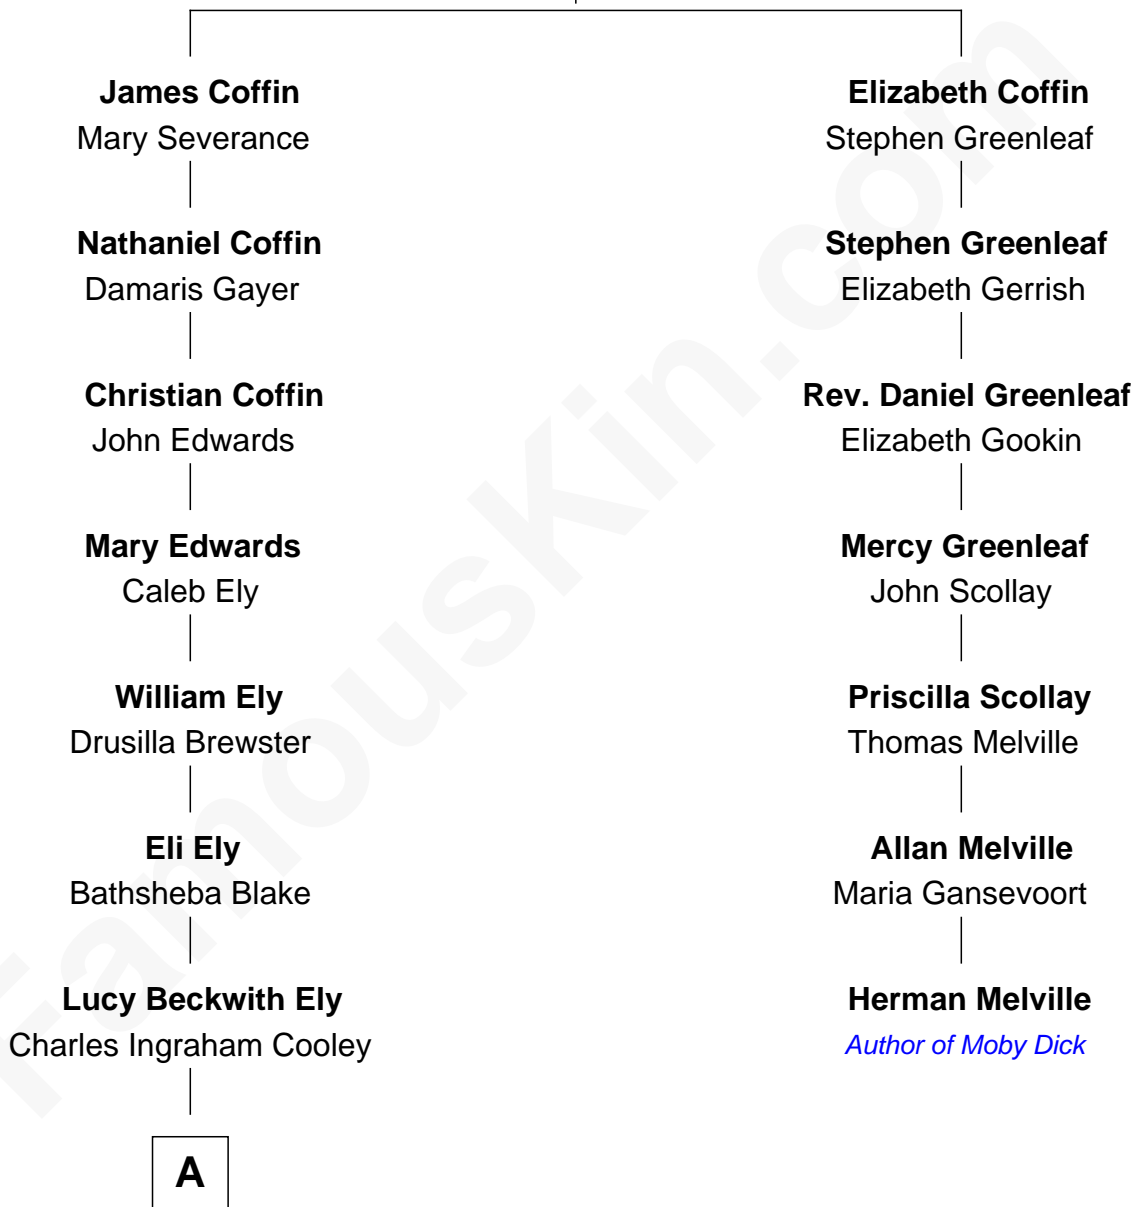 James Coffin
Mary Severance
Elizabeth Coffin
Stephen Greenleaf
Nathaniel Coffin
Damaris Gayer
Stephen Greenleaf
Elizabeth Gerrish
Christian Coffin
John Edwards
Rev. Daniel Greenleaf
Elizabeth Gookin
Mary Edwards
Caleb Ely
Mercy Greenleaf
John Scollay
William Ely
Drusilla Brewster
Priscilla Scollay
Thomas Melville
Eli Ely
Bathsheba Blake
Allan Melville
Maria Gansevoort
Lucy Beckwith Ely
Charles Ingraham Cooley
Herman Melville
Author of Moby Dick
A
FamousKin.com